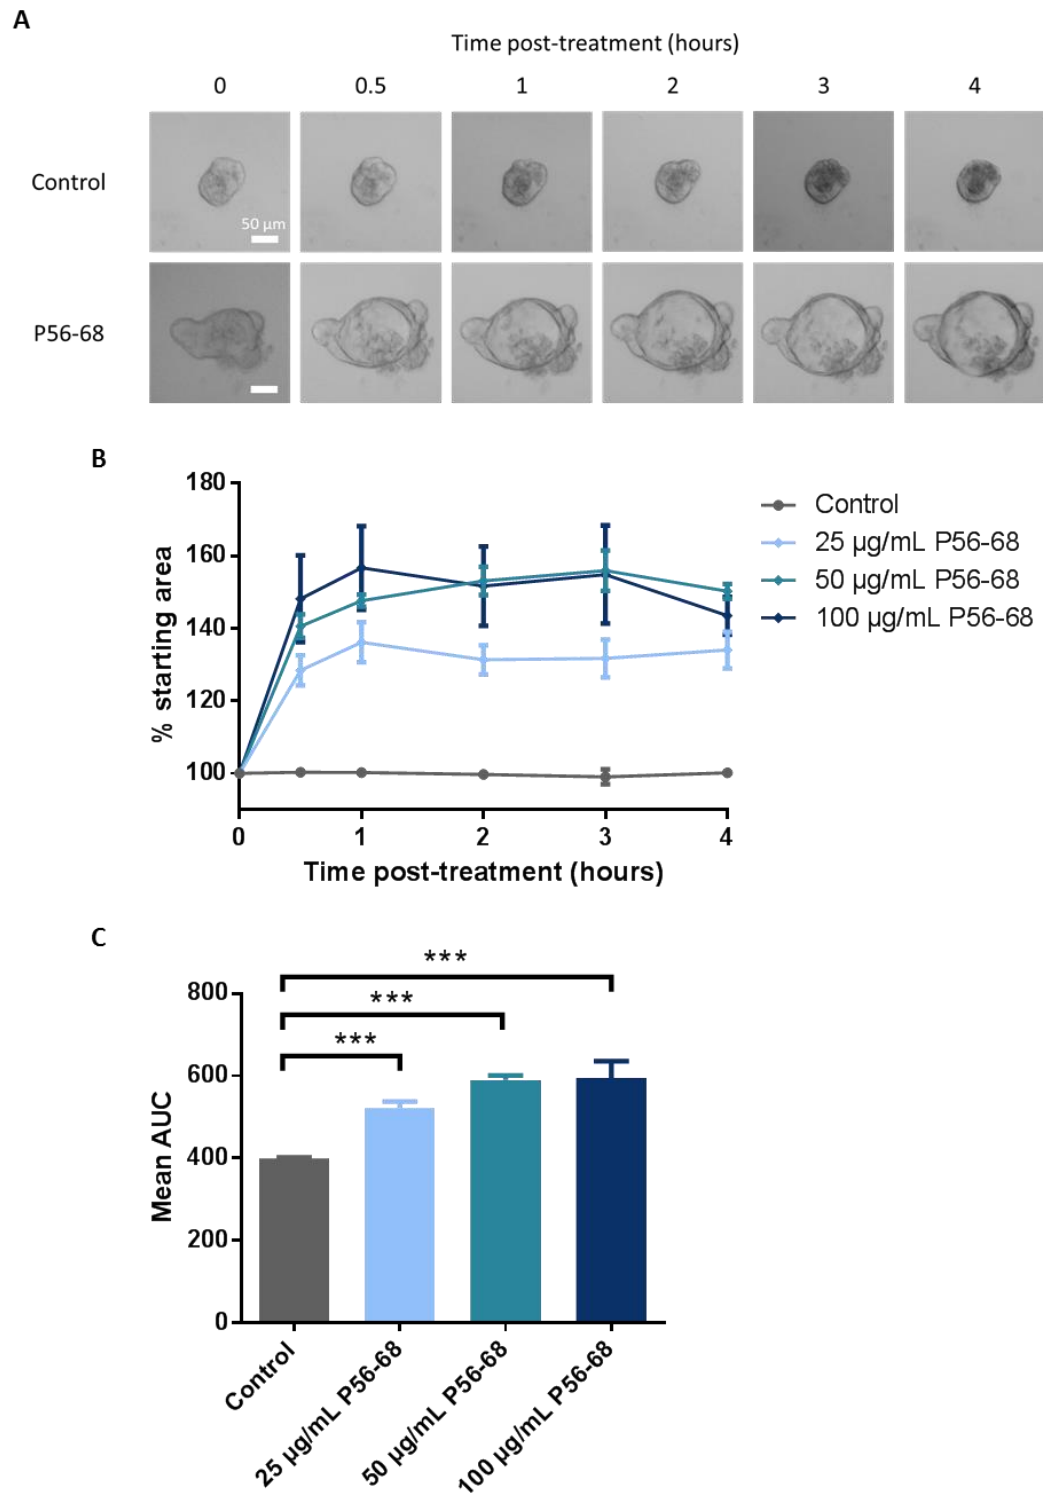 A
Time post-treatment (hours)
0 0.5 1 2 3 4
Control
50 µm
P56-68
B
180
160
140
120
100
% starting area
0 1 2 3 4
Time post-treatment (hours)
Control
25 µg/mL P56-68
50 µg/mL P56-68
100 µg/mL P56-68
C
***
***
***
800
600
400
200
0
Mean AUC
Control
25 µg/mL P56-68
50 µg/mL P56-68
100 µg/mL P56-68